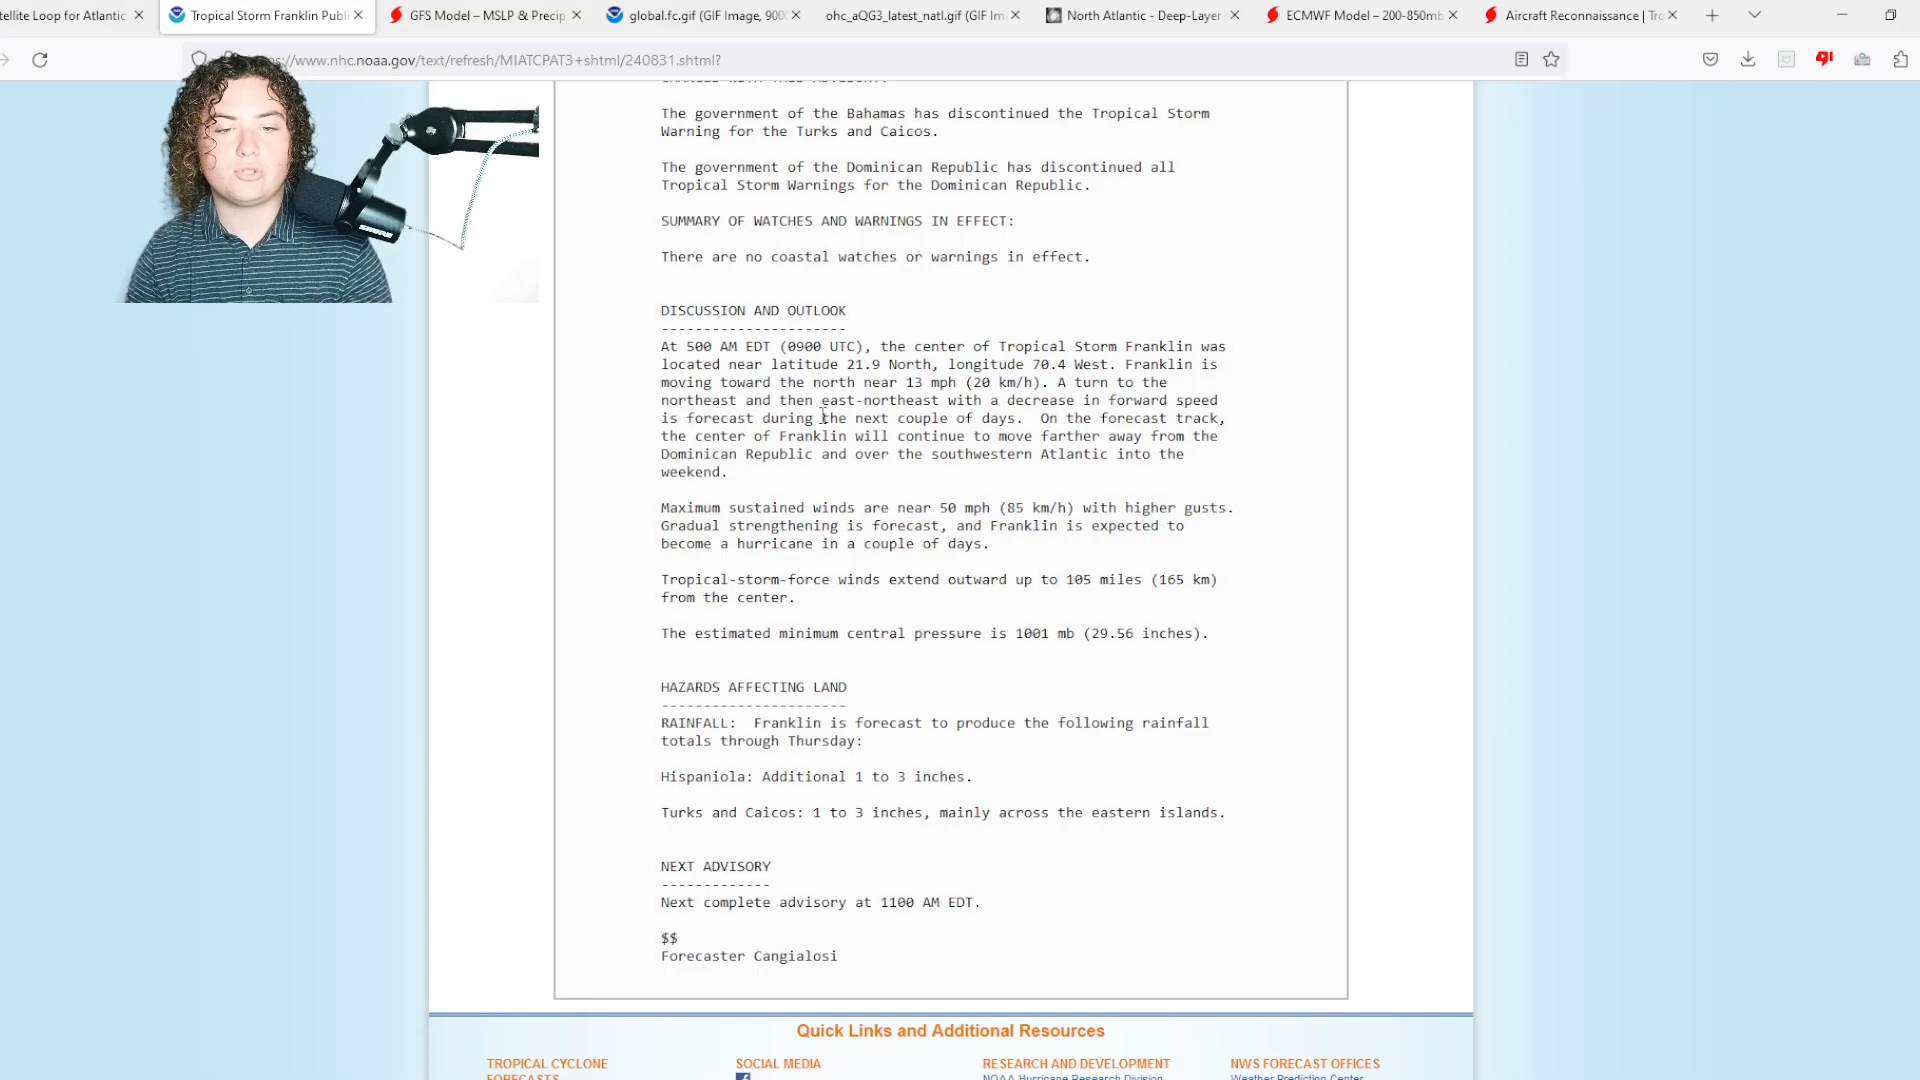 tellite Loop for Atlantic
Tropical Storm Franklin Publi
GFS Model – MSLP & Precip
global.fc.gif (GIF Image, 900
ohc_aQG3_latest_natl.gif (GIF Im
North Atlantic - Deep-Layer
ECMWF Model – 200-850mb
Aircraft Reconnaissance | Tro
://www.nhc.noaa.gov/text/refresh/MIATCPAT3+shtml/240831.shtml?
The government of the Bahamas has discontinued the Tropical Storm
Warning for the Turks and Caicos.
The government of the Dominican Republic has discontinued all
Tropical Storm Warnings for the Dominican Republic.
SUMMARY OF WATCHES AND WARNINGS IN EFFECT:
There are no coastal watches or warnings in effect.
DISCUSSION AND OUTLOOK
----------------------
At 500 AM EDT (0900 UTC), the center of Tropical Storm Franklin was
located near latitude 21.9 North, longitude 70.4 West. Franklin is
moving toward the north near 13 mph (20 km/h). A turn to the
northeast and then east-northeast with a decrease in forward speed
is forecast during the next couple of days.  On the forecast track,
the center of Franklin will continue to move farther away from the
Dominican Republic and over the southwestern Atlantic into the
weekend.
Maximum sustained winds are near 50 mph (85 km/h) with higher gusts.
Gradual strengthening is forecast, and Franklin is expected to
become a hurricane in a couple of days.
Tropical-storm-force winds extend outward up to 105 miles (165 km)
from the center.
The estimated minimum central pressure is 1001 mb (29.56 inches).
HAZARDS AFFECTING LAND
----------------------
RAINFALL:  Franklin is forecast to produce the following rainfall
totals through Thursday:
Hispaniola: Additional 1 to 3 inches.
Turks and Caicos: 1 to 3 inches, mainly across the eastern islands.
NEXT ADVISORY
-------------
Next complete advisory at 1100 AM EDT.
$$
Forecaster Cangialosi
Quick Links and Additional Resources
TROPICAL CYCLONE
FORECASTS
SOCIAL MEDIA
RESEARCH AND DEVELOPMENT
NOAA Hurricane Research Division
NWS FORECAST OFFICES
Weather Prediction Center
SHURE